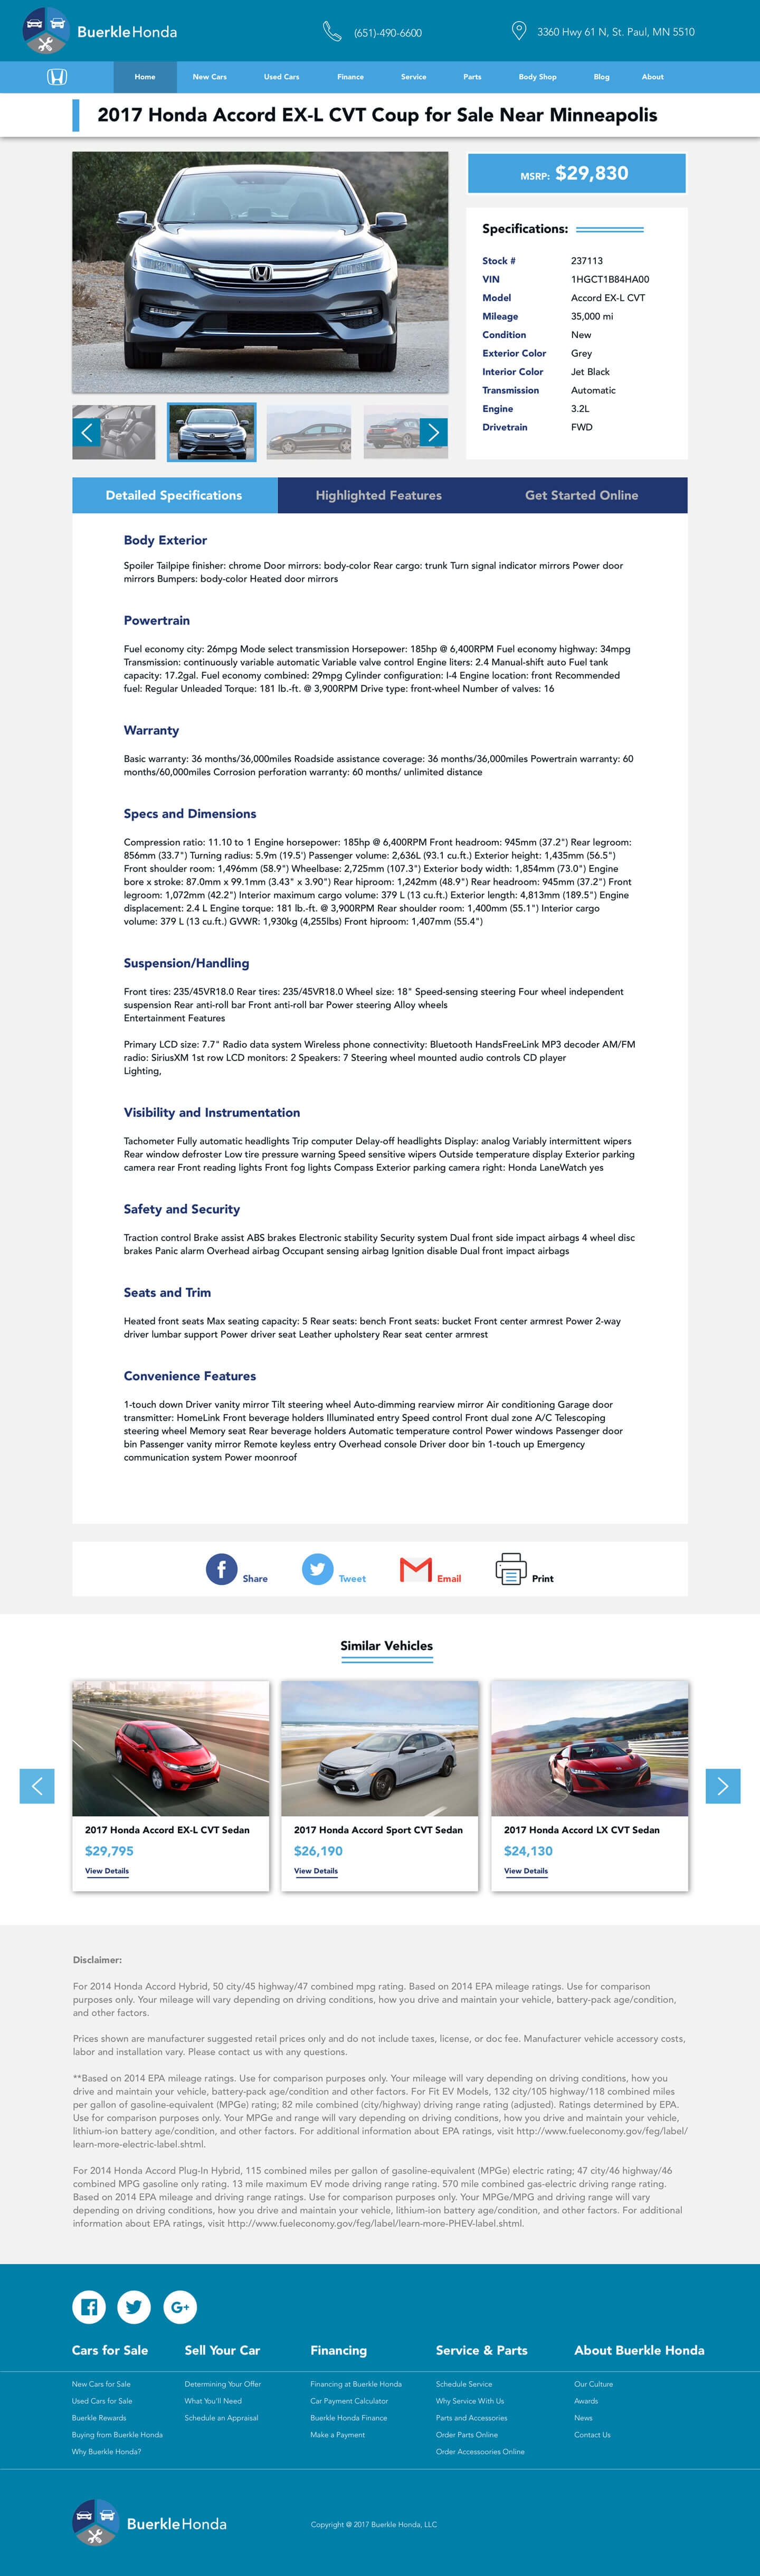 BuerkleHonda
(651)-490-6600
3360 Hwy 61 N, St. Paul, MN 5510
Home New Cars Used Cars Finance Service Parts Body Shop Blog About
2017 Honda Accord EX-L CVT Coup for Sale Near Minneapolis
MSRP: $29,830
Specifications:
Stock # 237113
VIN 1HGCT1B84HA00
Model Accord EX-L CVT
Mileage 35,000 mi
Condition New
Exterior Color Grey
Interior Color Jet Black
Transmission Automatic
Engine 3.2L
Drivetrain FWD
Detailed Specifications Highlighted Features Get Started Online
Body Exterior
Spoiler Tailpipe finisher: chrome Door mirrors: body-color Rear cargo: trunk Turn signal indicator mirrors Power door
mirrors Bumpers: body-color Heated door mirrors
Powertrain
Fuel economy city: 26mpg Mode select transmission Horsepower: 185hp @ 6,400RPM Fuel economy highway: 34mpg
Transmission: continuously variable automatic Variable valve control Engine liters: 2.4 Manual-shift auto Fuel tank
capacity: 17.2gal. Fuel economy combined: 29mpg Cylinder configuration: I-4 Engine location: front Recommended
fuel: Regular Unleaded Torque: 181 lb.-ft. @ 3,900RPM Drive type: front-wheel Number of valves: 16
Warranty
Basic warranty: 36 months/36,000miles Roadside assistance coverage: 36 months/36,000miles Powertrain warranty: 60
months/60,000miles Corrosion perforation warranty: 60 months/ unlimited distance
Specs and Dimensions
Compression ratio: 11.10 to 1 Engine horsepower: 185hp @ 6,400RPM Front headroom: 945mm (37.2") Rear legroom:
856mm (33.7") Turning radius: 5.9m (19.5') Passenger volume: 2,636L (93.1 cu.ft.) Exterior height: 1,435mm (56.5")
Front shoulder room: 1,496mm (58.9") Wheelbase: 2,725mm (107.3") Exterior body width: 1,854mm (73.0") Engine
bore x stroke: 87.0mm x 99.1mm (3.43" x 3.90") Rear hiproom: 1,242mm (48.9") Rear headroom: 945mm (37.2") Front
legroom: 1,072mm (42.2") Interior maximum cargo volume: 379 L (13 cu.ft.) Exterior length: 4,813mm (189.5") Engine
displacement: 2.4 L Engine torque: 181 lb.-ft. @ 3,900RPM Rear shoulder room: 1,400mm (55.1") Interior cargo
volume: 379 L (13 cu.ft.) GVWR: 1,930kg (4,255lbs) Front hiproom: 1,407mm (55.4")
Suspension/Handling
Front tires: 235/45VR18.0 Rear tires: 235/45VR18.0 Wheel size: 18" Speed-sensing steering Four wheel independent
suspension Rear anti-roll bar Front anti-roll bar Power steering Alloy wheels
Entertainment Features
Primary LCD size: 7.7" Radio data system Wireless phone connectivity: Bluetooth HandsFreeLink MP3 decoder AM/FM
radio: SiriusXM 1st row LCD monitors: 2 Speakers: 7 Steering wheel mounted audio controls CD player
Lighting,
Visibility and Instrumentation
Tachometer Fully automatic headlights Trip computer Delay-off headlights Display: analog Variably intermittent wipers
Rear window defroster Low tire pressure warning Speed sensitive wipers Outside temperature display Exterior parking
camera rear Front reading lights Front fog lights Compass Exterior parking camera right: Honda LaneWatch yes
Safety and Security
Traction control Brake assist ABS brakes Electronic stability Security system Dual front side impact airbags 4 wheel disc
brakes Panic alarm Overhead airbag Occupant sensing airbag Ignition disable Dual front impact airbags
Seats and Trim
Heated front seats Max seating capacity: 5 Rear seats: bench Front seats: bucket Front center armrest Power 2-way
driver lumbar support Power driver seat Leather upholstery Rear seat center armrest
Convenience Features
1-touch down Driver vanity mirror Tilt steering wheel Auto-dimming rearview mirror Air conditioning Garage door
transmitter: HomeLink Front beverage holders Illuminated entry Speed control Front dual zone A/C Telescoping
steering wheel Memory seat Rear beverage holders Automatic temperature control Power windows Passenger door
bin Passenger vanity mirror Remote keyless entry Overhead console Driver door bin 1-touch up Emergency
communication system Power moonroof
Share Tweet Email Print
Similar Vehicles
2017 Honda Accord EX-L CVT Sedan
$29,795
View Details
2017 Honda Accord Sport CVT Sedan
$26,190
View Details
2017 Honda Accord LX CVT Sedan
$24,130
View Details
Disclaimer:
For 2014 Honda Accord Hybrid, 50 city/45 highway/47 combined mpg rating. Based on 2014 EPA mileage ratings. Use for comparison
purposes only. Your mileage will vary depending on driving conditions, how you drive and maintain your vehicle, battery-pack age/condition,
and other factors.
Prices shown are manufacturer suggested retail prices only and do not include taxes, license, or doc fee. Manufacturer vehicle accessory costs,
labor and installation vary. Please contact us with any questions.
**Based on 2014 EPA mileage ratings. Use for comparison purposes only. Your mileage will vary depending on driving conditions, how you
drive and maintain your vehicle, battery-pack age/condition and other factors. For Fit EV Models, 132 city/105 highway/118 combined miles
per gallon of gasoline-equivalent (MPGe) rating; 82 mile combined (city/highway) driving range rating (adjusted). Ratings determined by EPA.
Use for comparison purposes only. Your MPGe and range will vary depending on driving conditions, how you drive and maintain your vehicle,
lithium-ion battery age/condition, and other factors. For additional information about EPA ratings, visit http://www.fueleconomy.gov/feg/label/
learn-more-electric-label.shtml.
For 2014 Honda Accord Plug-In Hybrid, 115 combined miles per gallon of gasoline-equivalent (MPGe) electric rating; 47 city/46 highway/46
combined MPG gasoline only rating. 13 mile maximum EV mode driving range rating. 570 mile combined gas-electric driving range rating.
Based on 2014 EPA mileage and driving range ratings. Use for comparison purposes only. Your MPGe/MPG and driving range will vary
depending on driving conditions, how you drive and maintain your vehicle, lithium-ion battery age/condition, and other factors. For additional
information about EPA ratings, visit http://www.fueleconomy.gov/feg/label/learn-more-PHEV-label.shtml.
G+
Cars for Sale
New Cars for Sale
Used Cars for Sale
Buerkle Rewards
Buying from Buerkle Honda
Why Buerkle Honda?
Sell Your Car
Determining Your Offer
What You'll Need
Schedule an Appraisal
Financing
Financing at Buerkle Honda
Car Payment Calculator
Buerkle Honda Finance
Make a Payment
Service & Parts
Schedule Service
Why Service With Us
Parts and Accessories
Order Parts Online
Order Accessoories Online
About Buerkle Honda
Our Culture
Awards
News
Contact Us
BuerkleHonda
Copyright @ 2017 Buerkle Honda, LLC